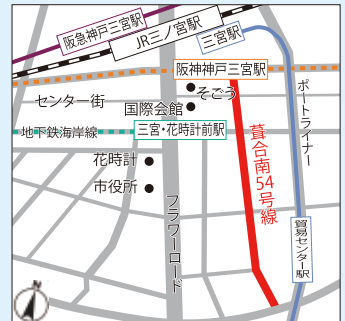 阪急神戸三宮駅
JR三ノ宮駅
三宮駅
阪神神戸三宮駅
そごう
センター街
国際会館
ポートライナー
地下鉄海岸線
三宮・花時計前駅
花時計
市役所
フラワーロード
葺合南54号線
貿易センター駅
N